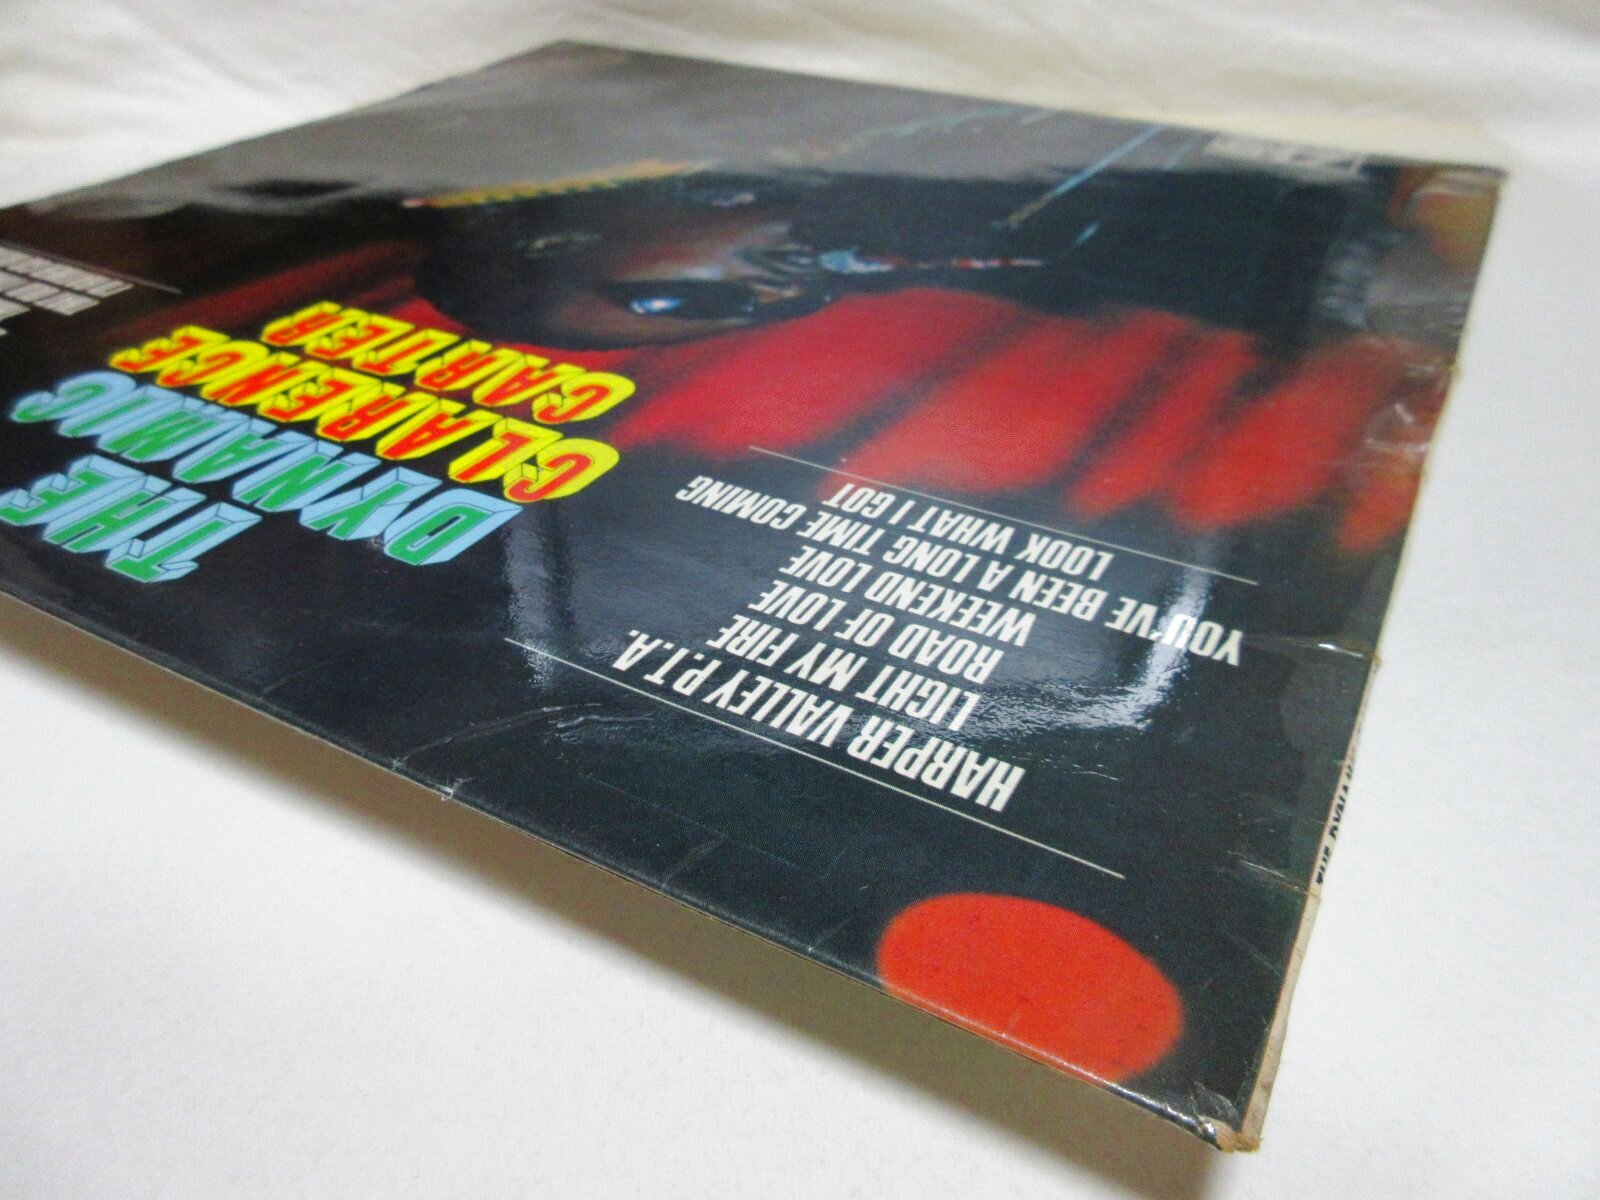 THE
DYNAMIC
CLARENCE
CARTER
HARPER VALLEY P.T.A.
LIGHT MY FIRE
ROAD OF LOVE
WEEKEND LOVE
YOU'VE BEEN A LONG TIME COMING
LOOK WHAT I GOT
THE